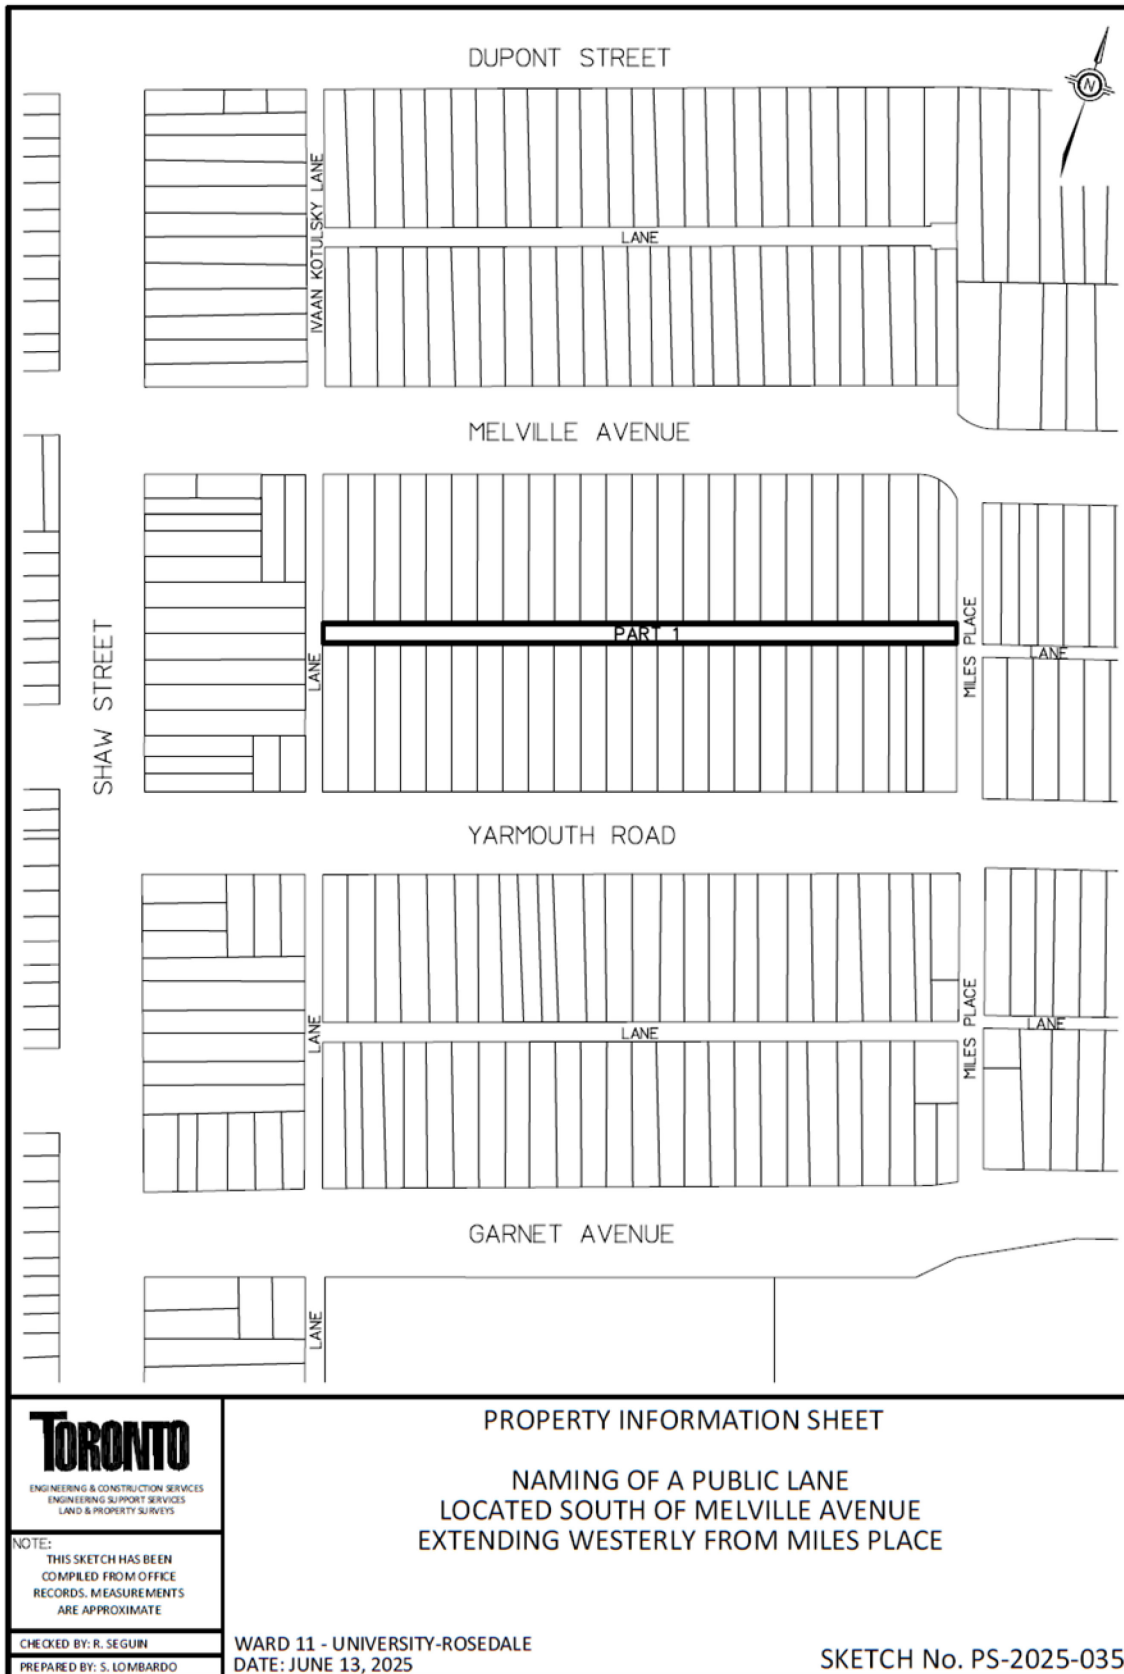 DUPONT STREET
N
IVAAN KOTULSKY LANE
LANE
MELVILLE AVENUE
SHAW STREET
LANE
PART 1
MILES PLACE
LANE
YARMOUTH ROAD
LANE
LANE
MILES PLACE
LANE
GARNET AVENUE
LANE
TORONTO
ENGINEERING & CONSTRUCTION SERVICES
ENGINEERING SUPPORT SERVICES
LAND & PROPERTY SURVEYS
NOTE:
THIS SKETCH HAS BEEN
COMPILED FROM OFFICE
RECORDS. MEASUREMENTS
ARE APPROXIMATE
CHECKED BY: R. SEGUIN
PREPARED BY: S. LOMBARDO
PROPERTY INFORMATION SHEET
NAMING OF A PUBLIC LANE
LOCATED SOUTH OF MELVILLE AVENUE
EXTENDING WESTERLY FROM MILES PLACE
WARD 11 - UNIVERSITY-ROSEDALE
DATE: JUNE 13, 2025
SKETCH No. PS-2025-035